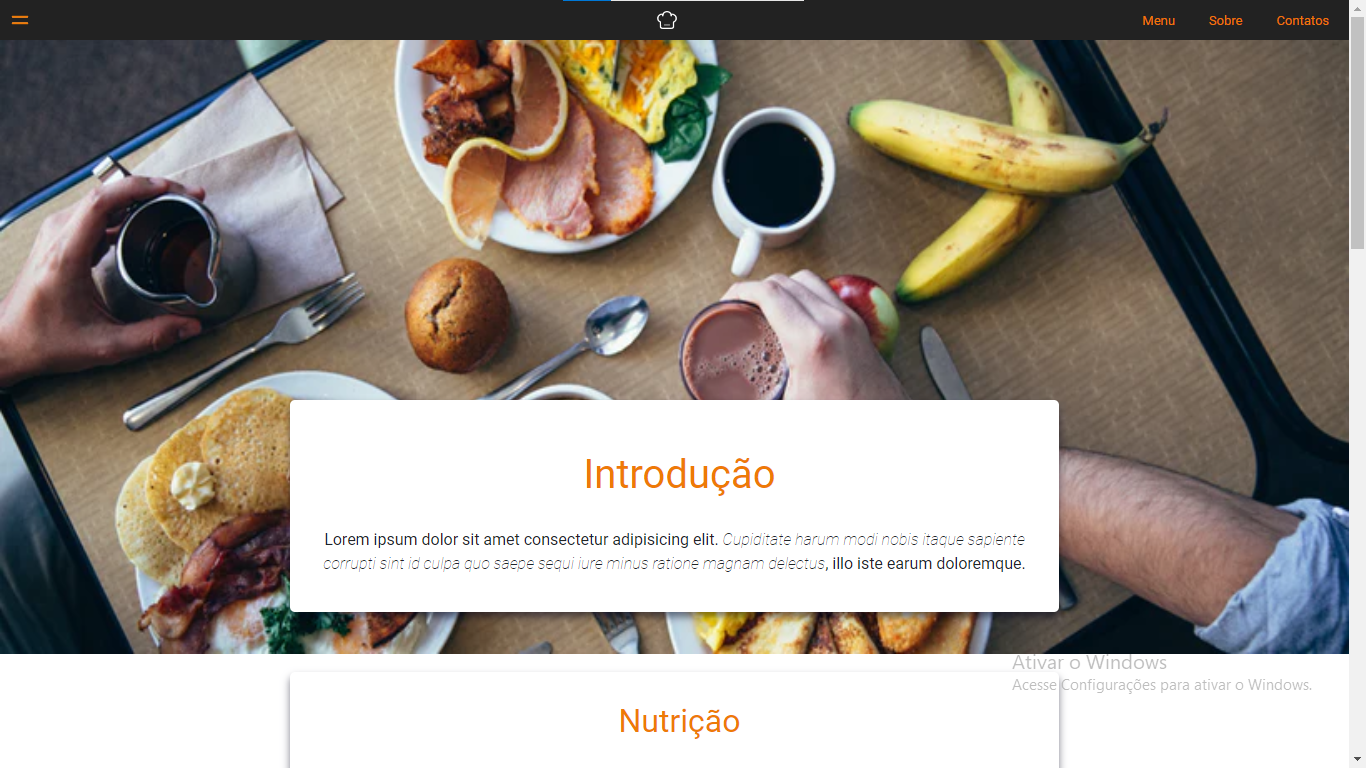 Menu Sobre Contatos
Introdução
Lorem ipsum dolor sit amet consectetur adipisicing elit. Cupiditate harum modi nobis itaque sapiente
corrupti sint id culpa quo saepe sequi iure minus ratione magnam delectus, illo iste earum doloremque.
Ativar o Windows
Acesse Configurações para ativar o Windows.
Nutrição